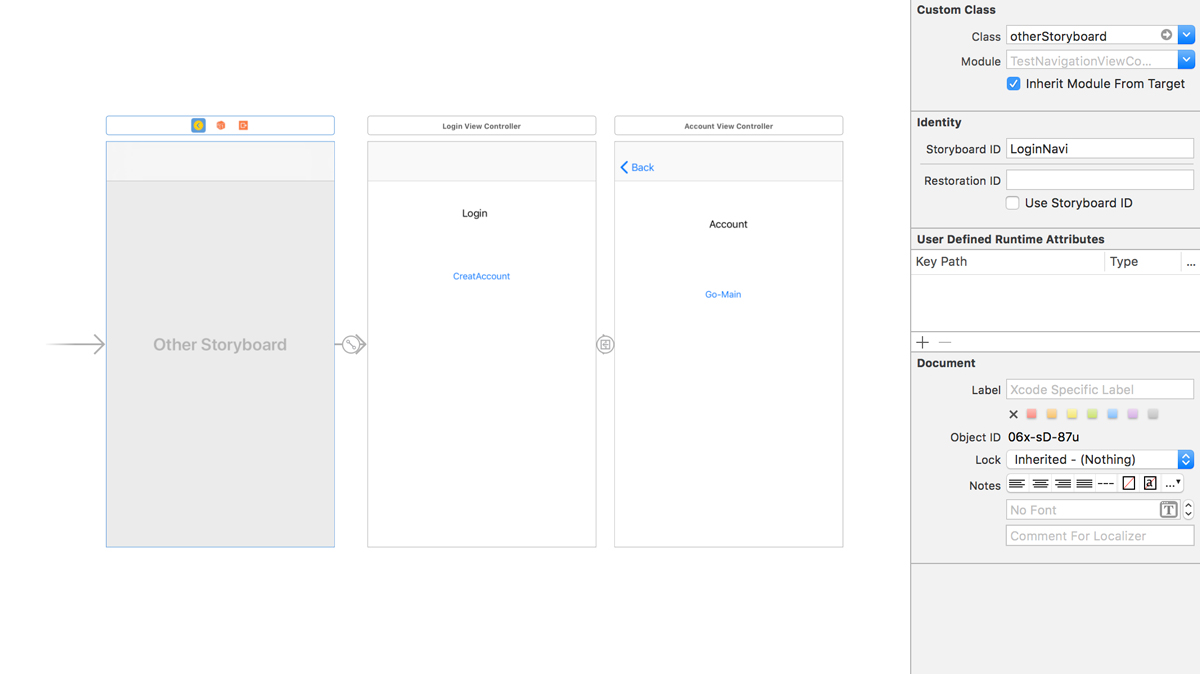 Login View Controller
Account View Controller
Back
Login
Account
CreatAccount
Go-Main
Other Storyboard
Custom Class
Class otherStoryboard
Module TestNavigationViewCo...
Inherit Module From Target
Identity
Storyboard ID LoginNavi
Restoration ID
Use Storyboard ID
User Defined Runtime Attributes
Key Path Type ...
Document
Label Xcode Specific Label
Object ID 06x-sD-87u
Lock Inherited - (Nothing)
Notes a ...
No Font T
Comment For Localizer